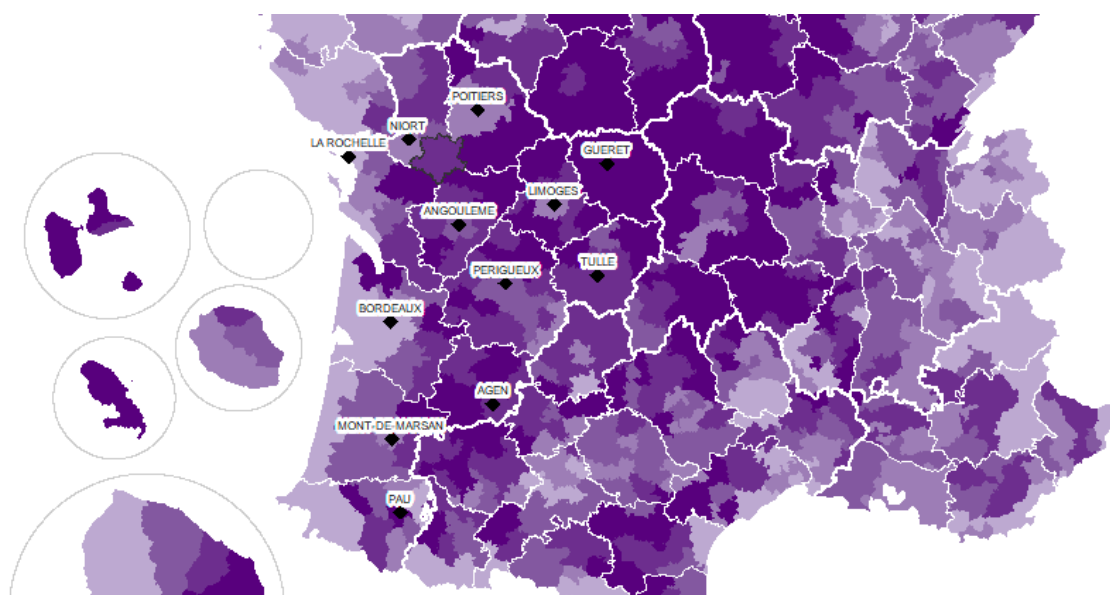 POITIERS
NIORT
LA ROCHELLE
GUERET
LIMOGES
ANGOULEME
TULLE
PERIGUEUX
BORDEAUX
AGEN
MONT-DE-MARSAN
PAU